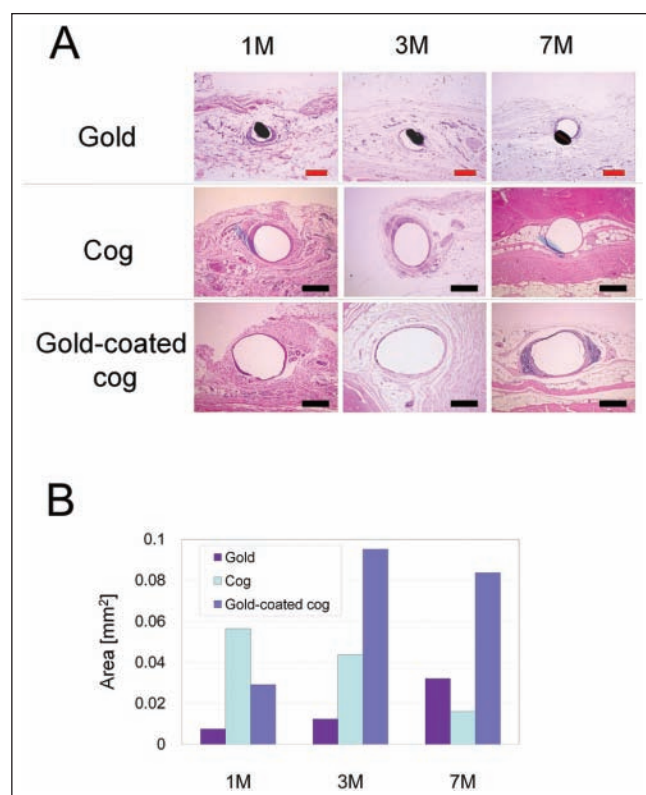 A
1M 3M 7M
Gold
Cog
Gold-coated
cog
B
Area [mm²]
0.1
0.08
0.06
0.04
0.02
0
Gold
Cog
Gold-coated cog
1M 3M 7M